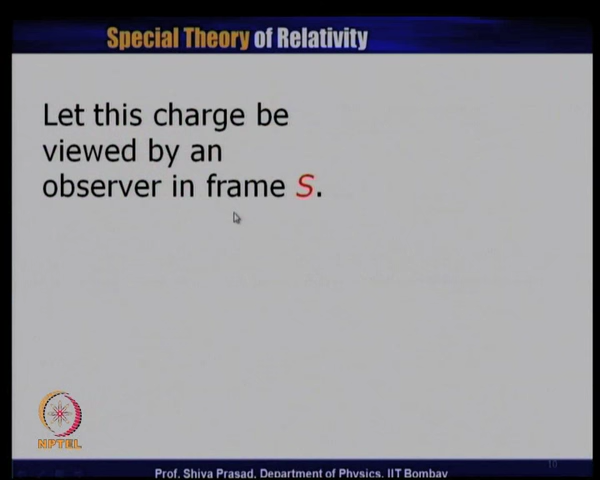 Special Theory of Relativity
Let this charge be
viewed by an
observer in frame S.
NPTEL
10
Prof. Shiva Prasad, Department of Physics, IIT Bombay